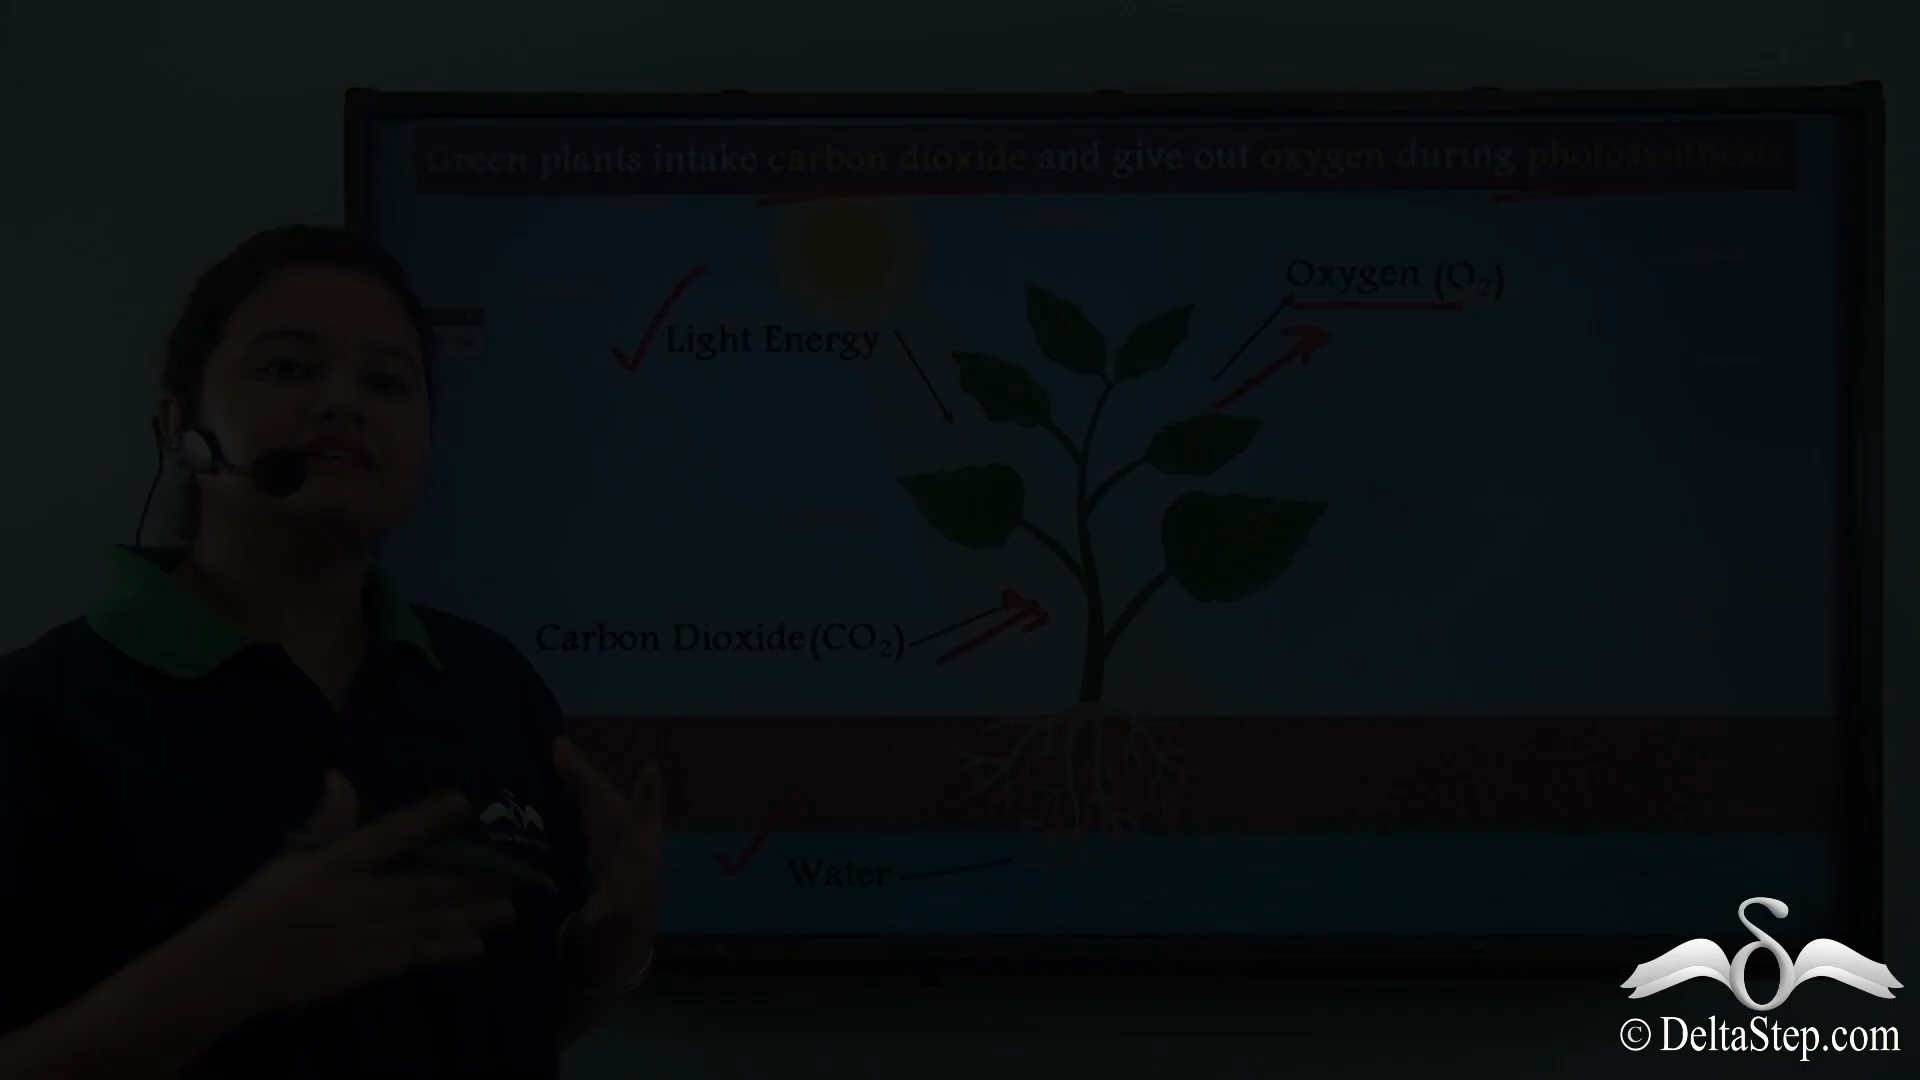 Green plants intake carbon dioxide and give out oxygen during photosynthesis
Oxygen (O₂)
Light Energy
Carbon Dioxide(CO₂)
Water
© DeltaStep.com